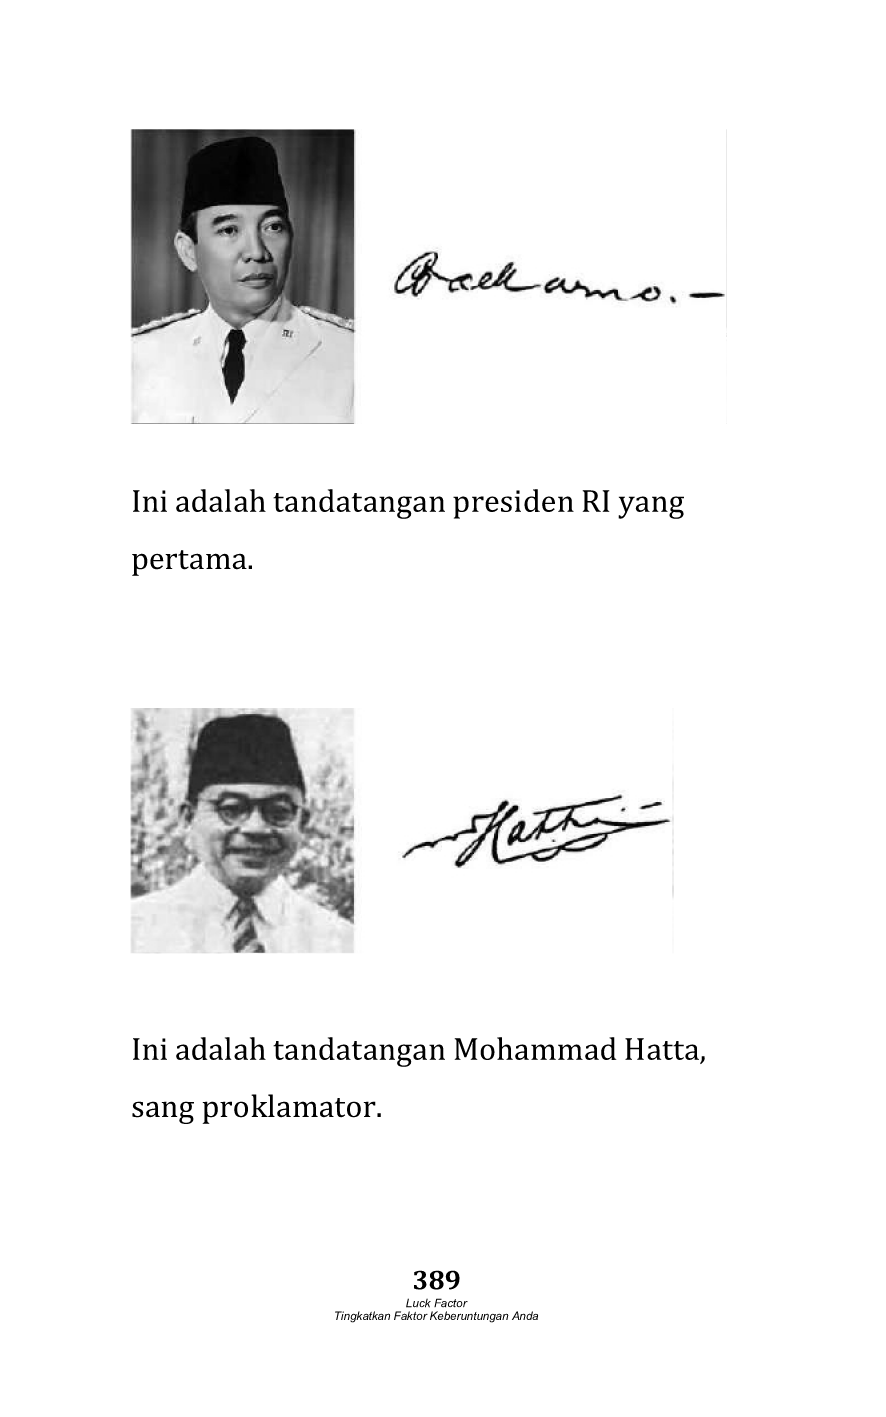 Soekarno.–
Ini adalah tandatangan presiden RI yang
pertama.
Hatta
Ini adalah tandatangan Mohammad Hatta,
sang proklamator.
389
Luck Factor
Tingkatkan Faktor Keberuntungan Anda